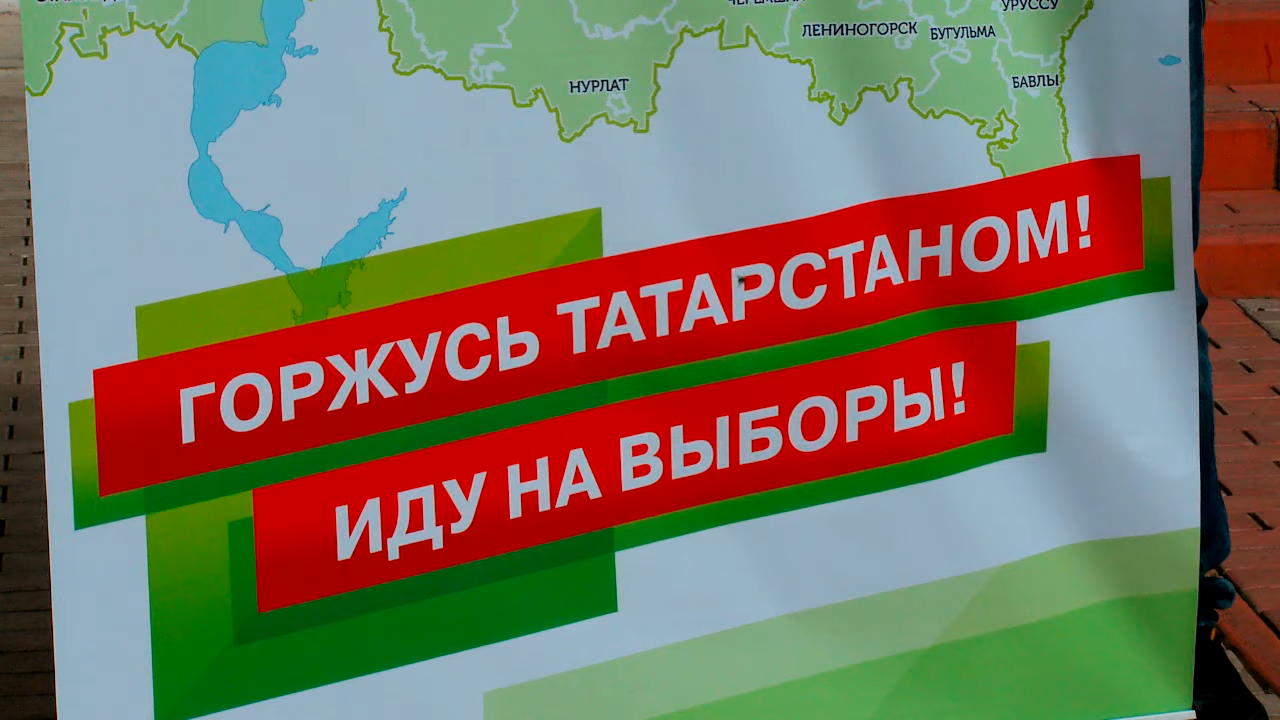 УРУССУ
ЛЕНИНОГОРСК
БУГУЛЬМА
БАВЛЫ
НУРЛАТ
ГОРЖУСЬ ТАТАРСТАНОМ!
ИДУ НА ВЫБОРЫ!